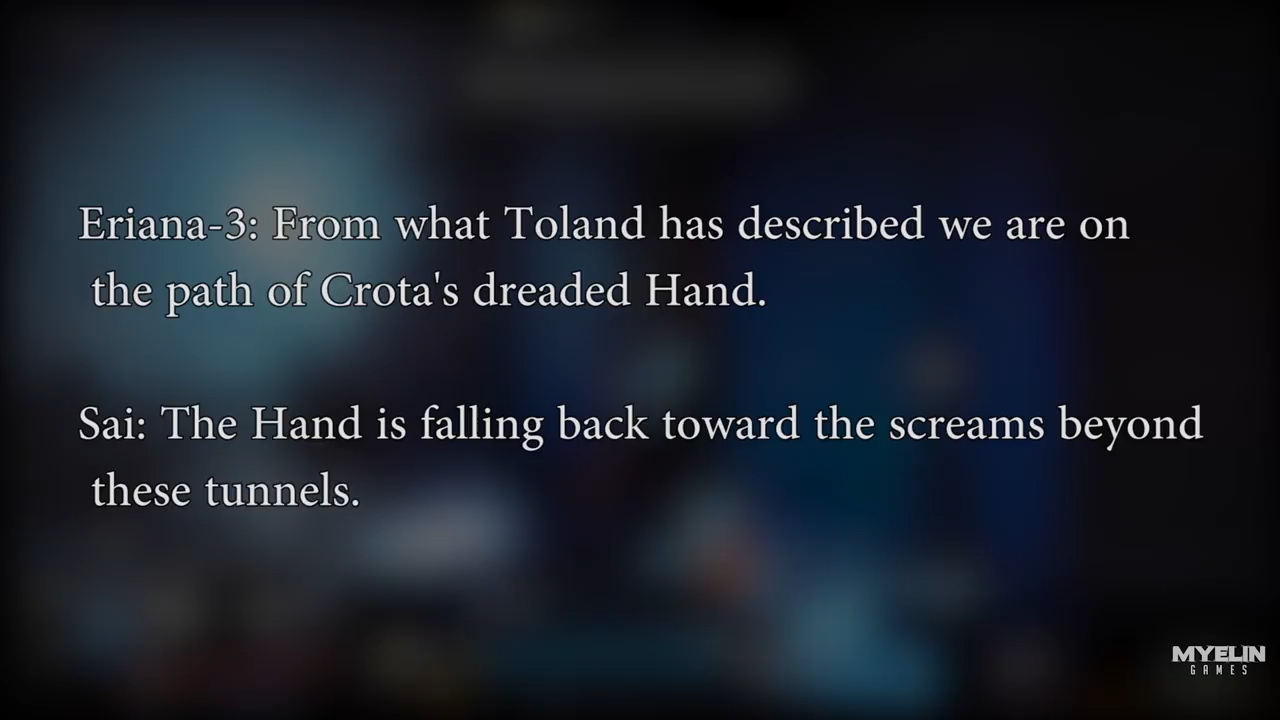 Eriana-3: From what Toland has described we are on
the path of Crota's dreaded Hand.
Sai: The Hand is falling back toward the screams beyond
these tunnels.
MYELIN
GAMES